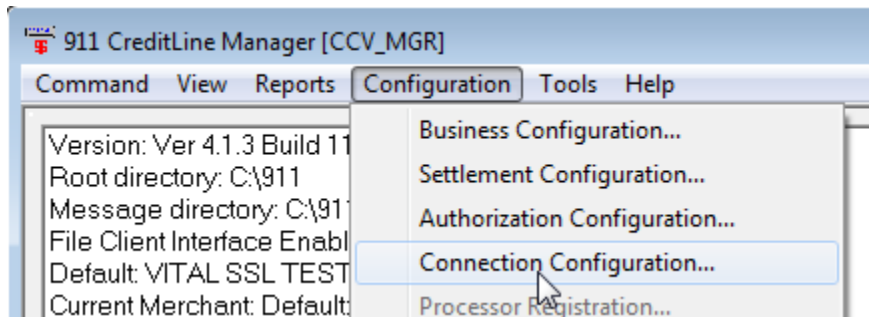 911 CreditLine Manager [CCV_MGR]
Command View Reports Configuration Tools Help
Business Configuration...
Settlement Configuration...
Authorization Configuration...
Connection Configuration...
Processor Registration...
Version: Ver 4.1.3 Build 11
Root directory: C:\911
Message directory: C:\911
File Client Interface Enabl
Default: VITAL SSL TEST
Current Merchant: Default: